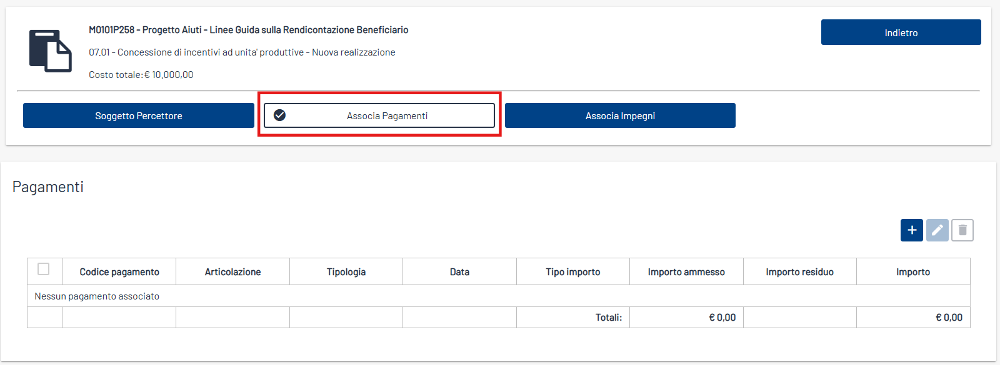 M0101P258 - Progetto Aiuti - Linee Guida sulla Rendicontazione Beneficiario
Indietro
07.01 - Concessione di incentivi ad unita' produttive - Nuova realizzazione
Costo totale:€ 10.000,00
Soggetto Percettore
Associa Pagamenti
Associa Impegni
Pagamenti
Codice pagamento Articolazione Tipologia Data Tipo importo Importo ammesso Importo residuo Importo
Nessun pagamento associato
Totali: € 0,00 € 0,00